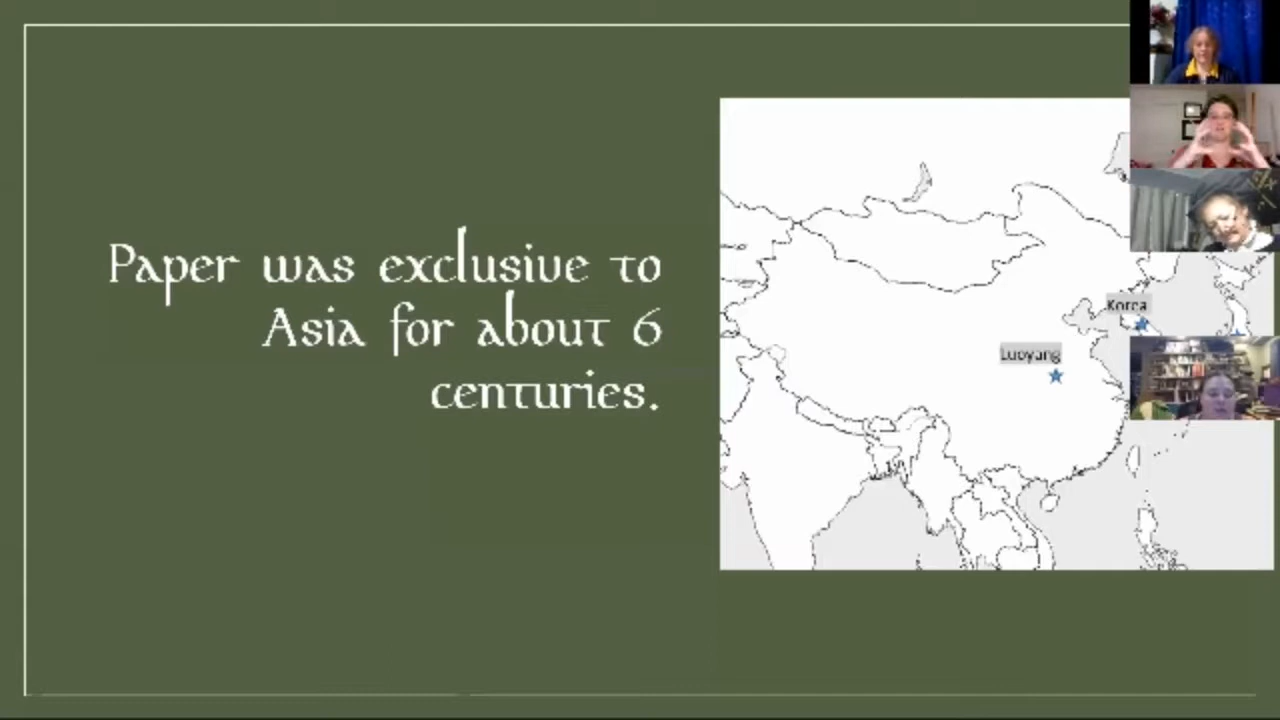 Paper was exclusive to
Asia for about 6
centuries.
Korea
Luoyang